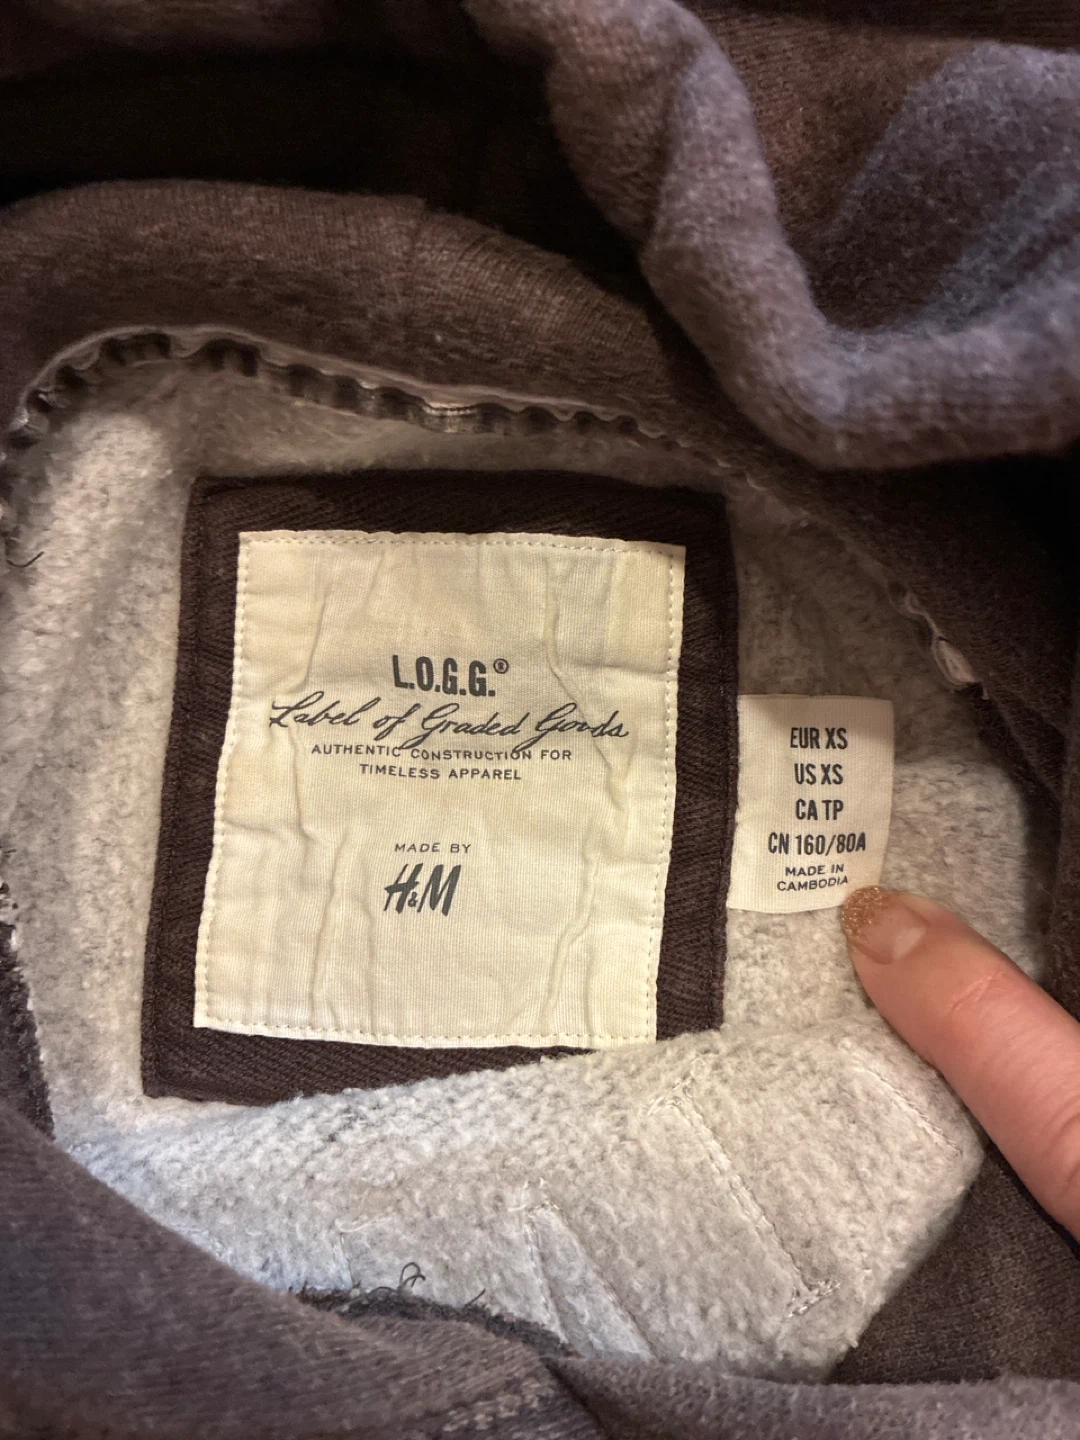 L.O.G.G.®
Label of Graded Goods
AUTHENTIC CONSTRUCTION FOR
TIMELESS APPAREL
MADE BY
H&M
EUR XS
US XS
CA TP
CN 160/80A
MADE IN
CAMBODIA